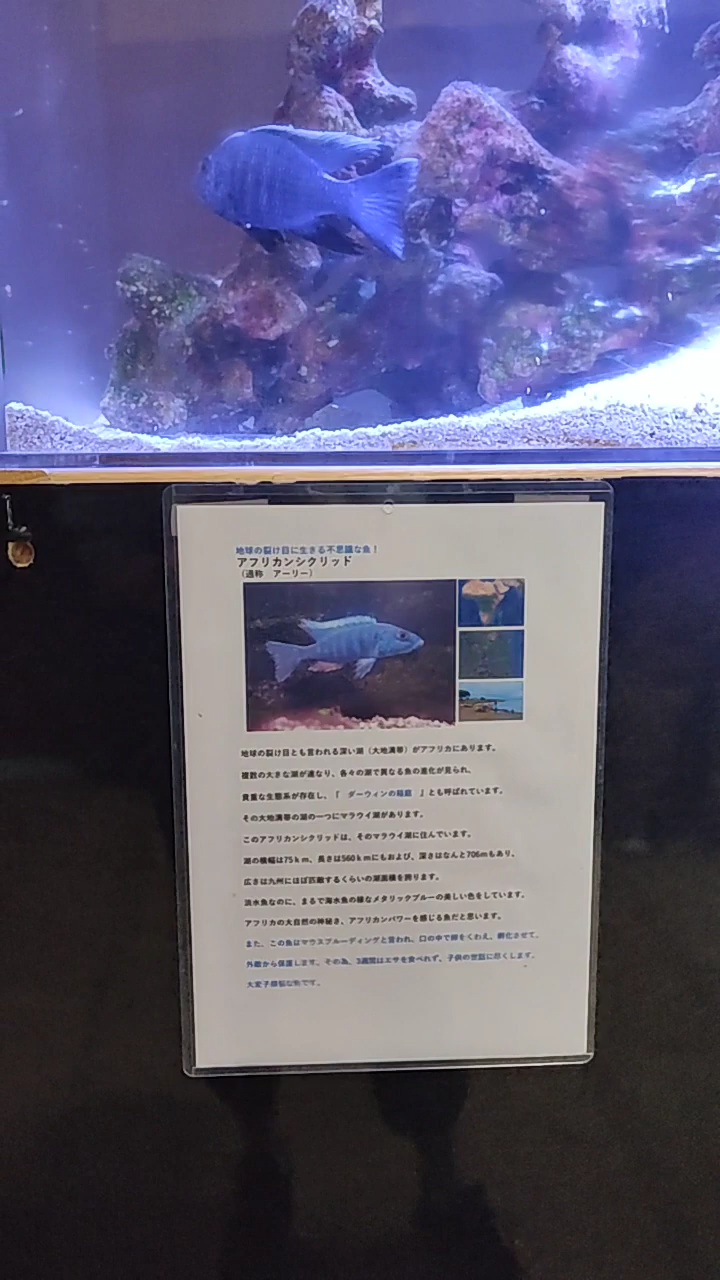 地球の裂け目に生きる不思議な魚！
アフリカンシクリッド
（通称　アーリー）
地球の裂け目とも言われる深い湖（大地溝帯）がアフリカにあります。
複数の大きな湖が連なり、各々の湖で異なる魚の進化が見られ、
貴重な生態系が存在し、『　ダーウィンの箱庭　』とも呼ばれています。
その大地溝帯の湖の一つにマラウイ湖があります。
このアフリカンシクリッドは、そのマラウイ湖に住んでいます。
湖の横幅は75ｋｍ、長さは560ｋｍにもおよび、深さはなんと706mもあり、
広さは九州にほぼ匹敵するくらいの湖面積を誇ります。
淡水魚なのに、まるで海水魚の様なメタリックブルーの美しい色をしています。
アフリカの大自然の神秘さ、アフリカンパワーを感じる魚だと思います。
また、この魚はマウスブルーディングと言われ、口の中で卵をくわえ、孵化させて、
外敵から保護します。その為、3週間はエサを食べれず、子供の世話に尽くします。
大変子煩悩な魚です。